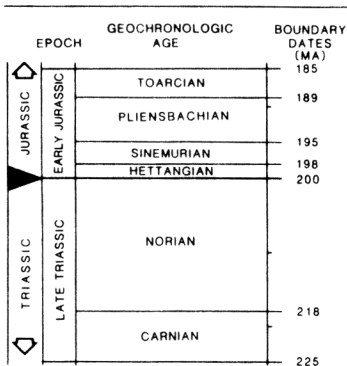 EPOCH
GEOCHRONOLOGIC
AGE
BOUNDARY
DATES
(MA)
JURASSIC
TRIASSIC
EARLY JURASSIC
LATE TRIASSIC
TOARCIAN
PLIENSBACHIAN
SINEMURIAN
HETTANGIAN
NORIAN
CARNIAN
185
189
195
198
200
218
225